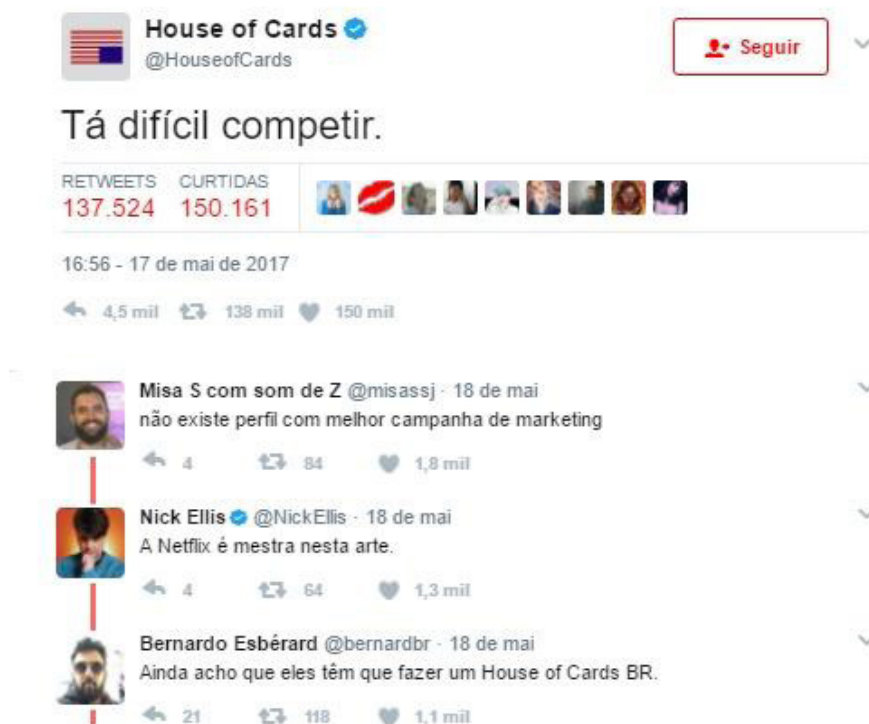 House of Cards
@HouseofCards
Seguir
Tá difícil competir.
RETWEETS CURTIDAS
137.524 150.161
16:56 - 17 de mai de 2017
4,5 mil 138 mil 150 mil
Misa S com som de Z @misassj · 18 de mai
não existe perfil com melhor campanha de marketing
4 84 1,8 mil
Nick Ellis @NickEllis · 18 de mai
A Netflix é mestra nesta arte.
4 64 1,3 mil
Bernardo Esbérard @bernardbr · 18 de mai
Ainda acho que eles têm que fazer um House of Cards BR.
21 118 1,1 mil